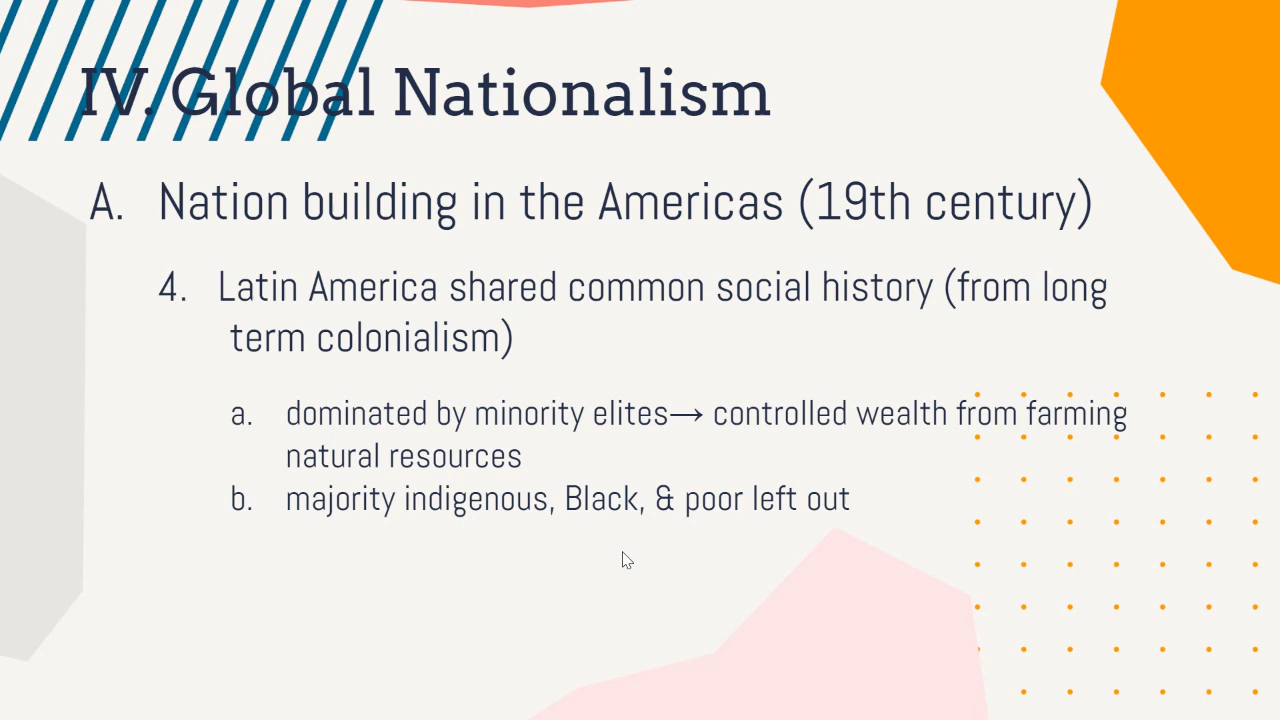 IV. Global Nationalism
A. Nation building in the Americas (19th century)
4. Latin America shared common social history (from long
term colonialism)
a. dominated by minority elites→ controlled wealth from farming
natural resources
b. majority indigenous, Black, & poor left out